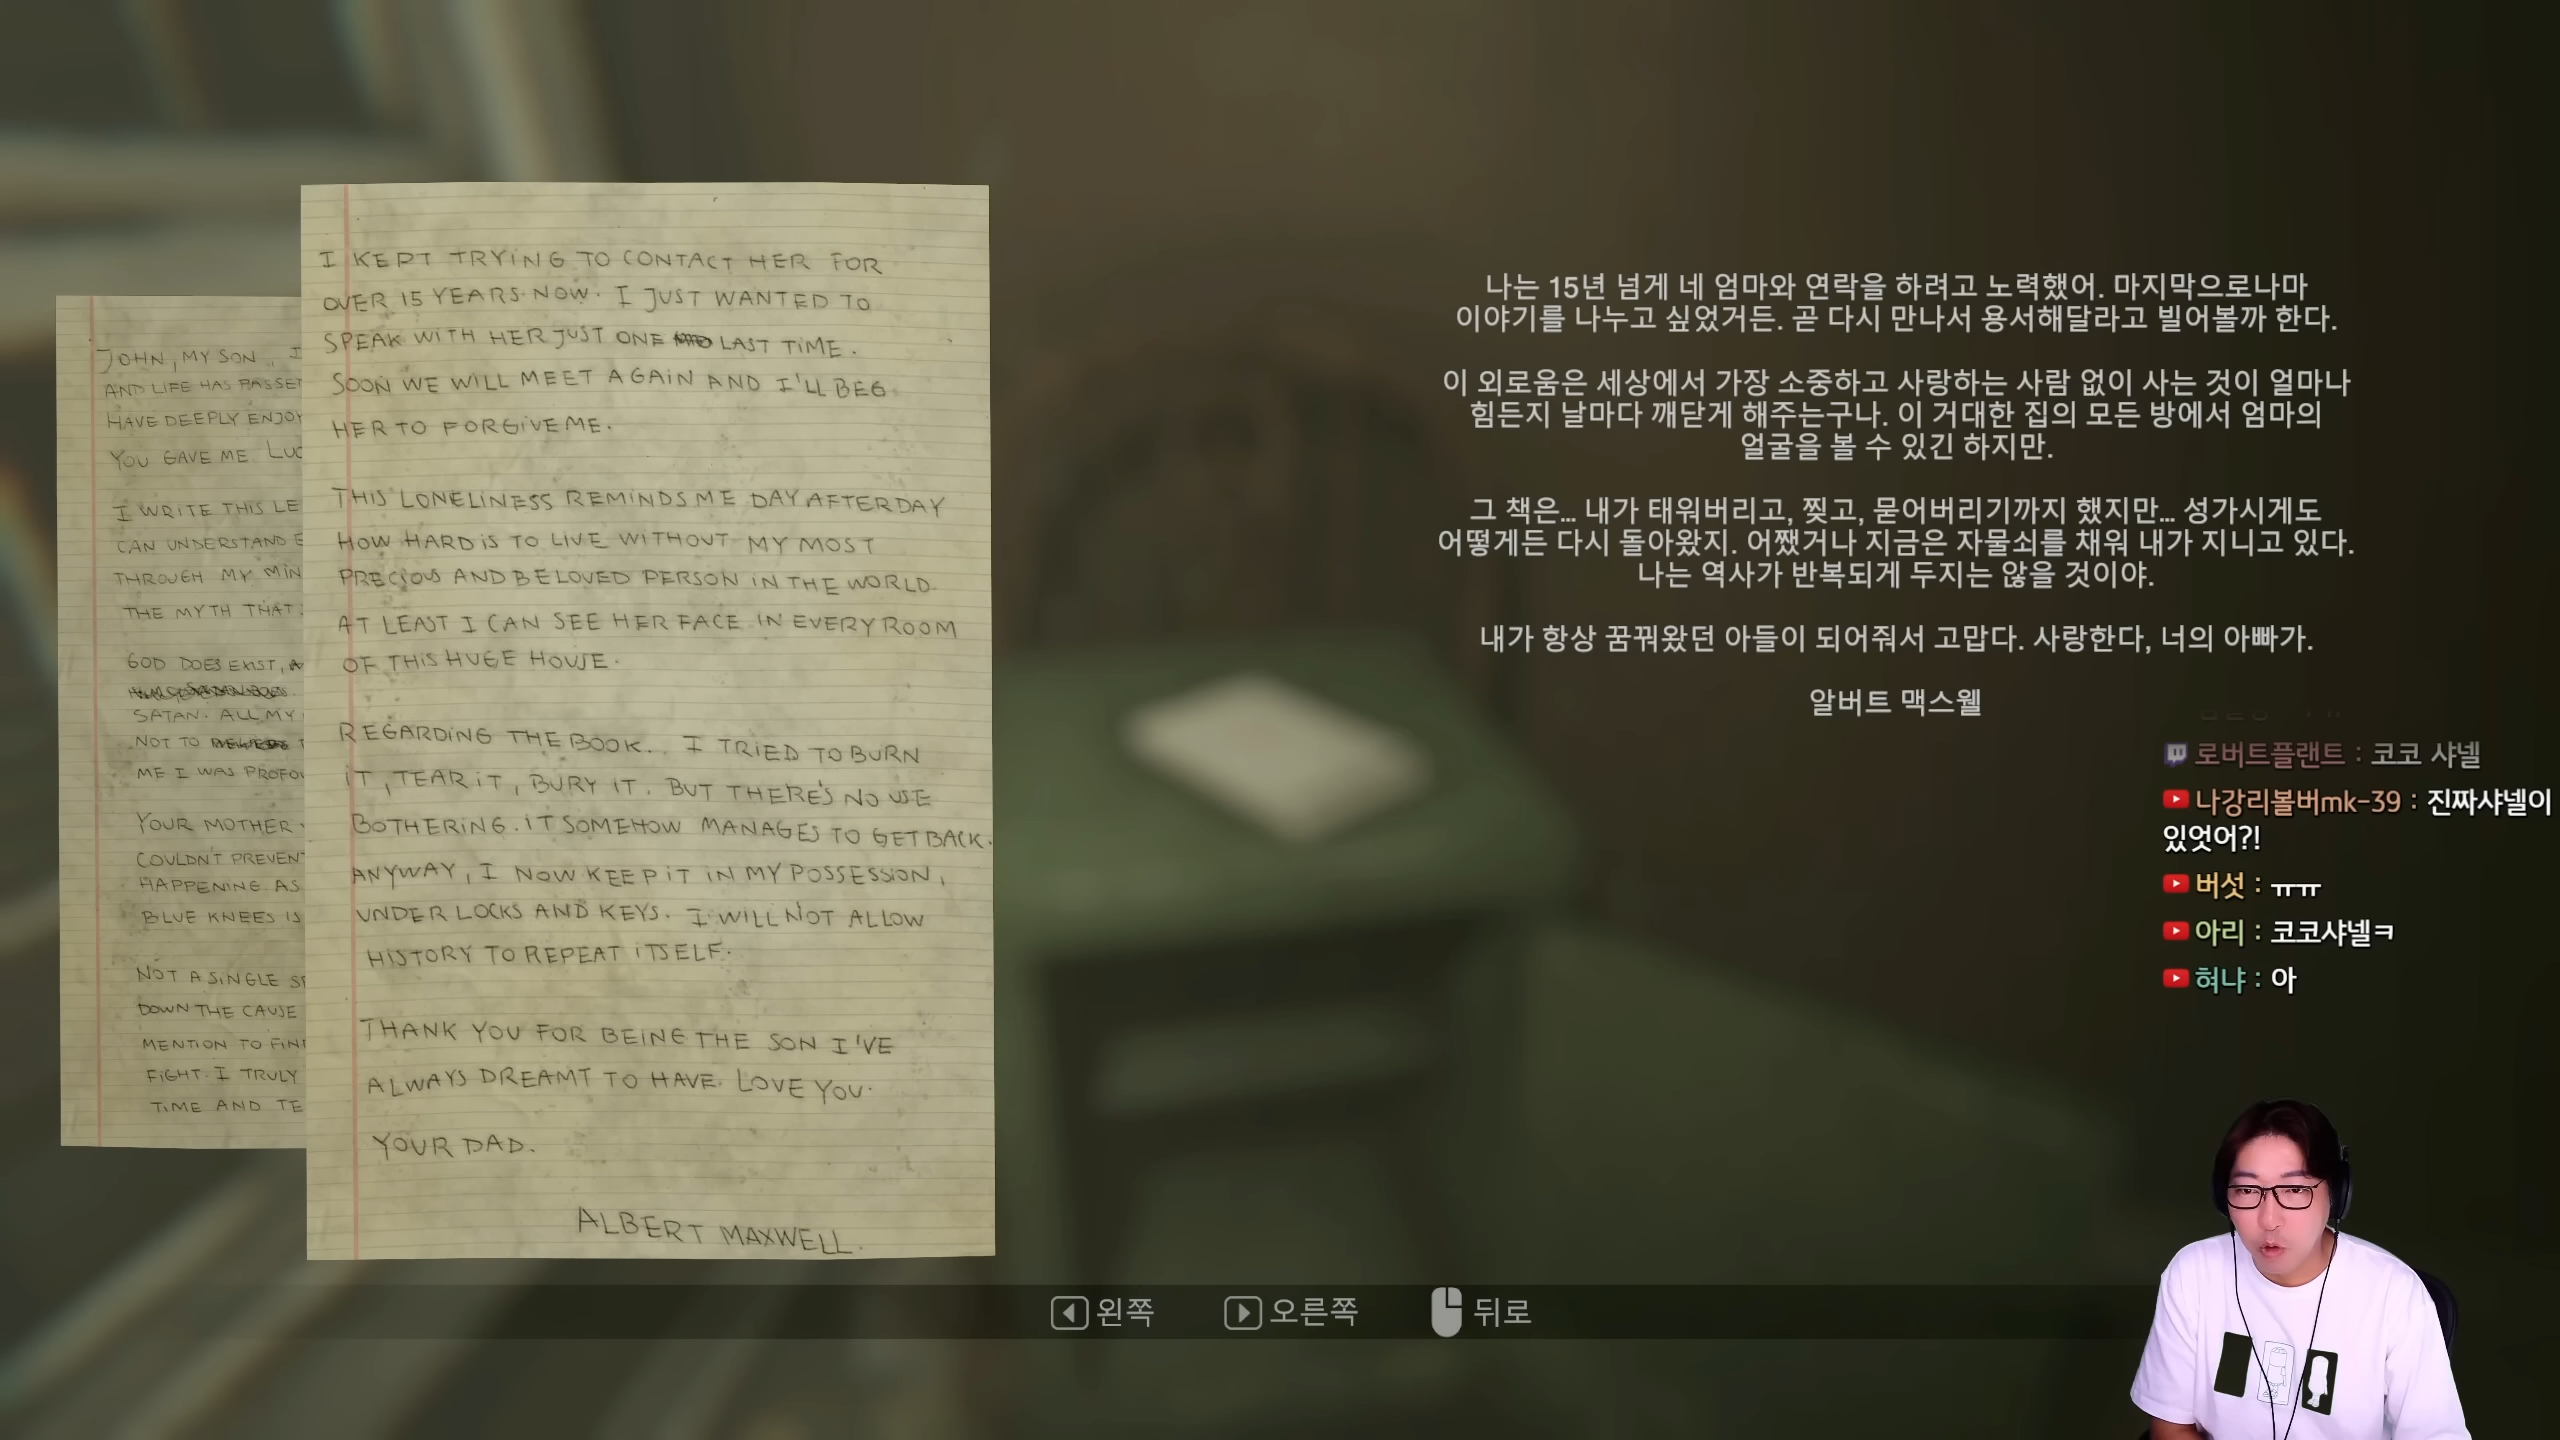 JOHN, MY SON, I
AND LIFE HAS PASSED
HAVE DEEPLY ENJOY
YOU GAVE ME. LUC
I WRITE THIS LE
CAN UNDERSTAND E
THROUGH MY MIN
THE MYTH THAT
GOD DOES EXIST, A
SATAN. ALL MY
NOT TO
ME I WAS PROFOU
YOUR MOTHER
COULDN'T PREVENT
HAPPENING AS
BLUE KNEES IS
NOT A SINGLE SP
DOWN THE CAUSE
MENTION TO FIN
FIGHT. I TRULY
TIME AND TE
I KEPT TRYING TO CONTACT HER FOR
OVER 15 YEARS NOW. I JUST WANTED TO
SPEAK WITH HER JUST ONE LAST TIME.
SOON WE WILL MEET AGAIN AND I'LL BEG
HER TO FORGIVE ME.
THIS LONELINESS REMINDS ME DAY AFTER DAY
HOW HARD IS TO LIVE WITHOUT MY MOST
PRECIOUS AND BELOVED PERSON IN THE WORLD.
AT LEAST I CAN SEE HER FACE IN EVERY ROOM
OF THIS HUGE HOUSE.
REGARDING THE BOOK... I TRIED TO BURN
IT, TEAR IT, BURY IT. BUT THERE'S NO USE
BOTHERING. IT SOMEHOW MANAGES TO GET BACK.
ANYWAY, I NOW KEEP IT IN MY POSSESSION,
UNDER LOCKS AND KEYS. I WILL NOT ALLOW
HISTORY TO REPEAT ITSELF.
THANK YOU FOR BEING THE SON I'VE
ALWAYS DREAMT TO HAVE. LOVE YOU.
YOUR DAD.
ALBERT MAXWELL.
나는 15년 넘게 네 엄마와 연락을 하려고 노력했어. 마지막으로나마
이야기를 나누고 싶었거든. 곧 다시 만나서 용서해달라고 빌어볼까 한다.
이 외로움은 세상에서 가장 소중하고 사랑하는 사람 없이 사는 것이 얼마나
힘든지 날마다 깨닫게 해주는구나. 이 거대한 집의 모든 방에서 엄마의
얼굴을 볼 수 있긴 하지만.
그 책은... 내가 태워버리고, 찢고, 묻어버리기까지 했지만... 성가시게도
어떻게든 다시 돌아왔지. 어쨌거나 지금은 자물쇠를 채워 내가 지니고 있다.
나는 역사가 반복되게 두지는 않을 것이야.
내가 항상 꿈꿔왔던 아들이 되어줘서 고맙다. 사랑한다, 너의 아빠가.
알버트 맥스웰
로버트플랜트 : 코코 샤넬
나강리볼버mk-39 : 진짜샤넬이
있엇어?!
버섯 : ㅠㅠ
아리 : 코코샤넬ㅋ
혀냐 : 아
왼쪽 오른쪽 뒤로